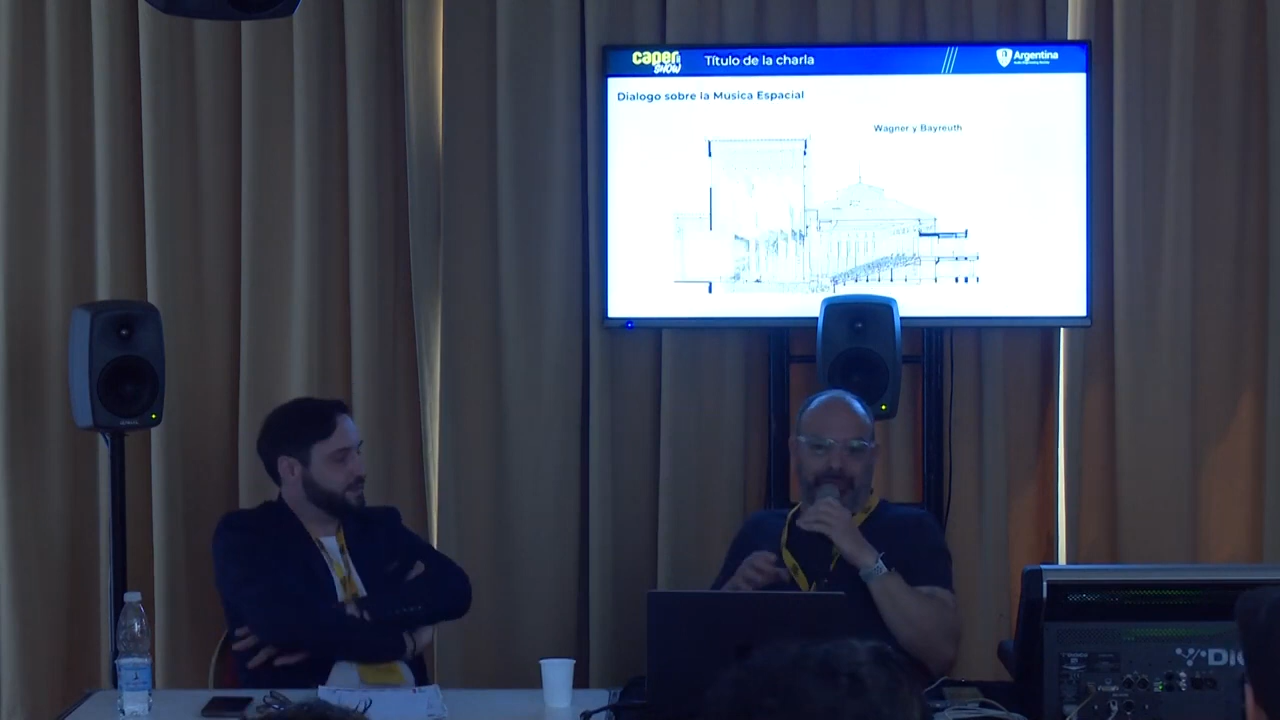 caper SHOW
Título de la charla
Argentina
Dialogo sobre la Musica Espacial
Wagner y Bayreuth